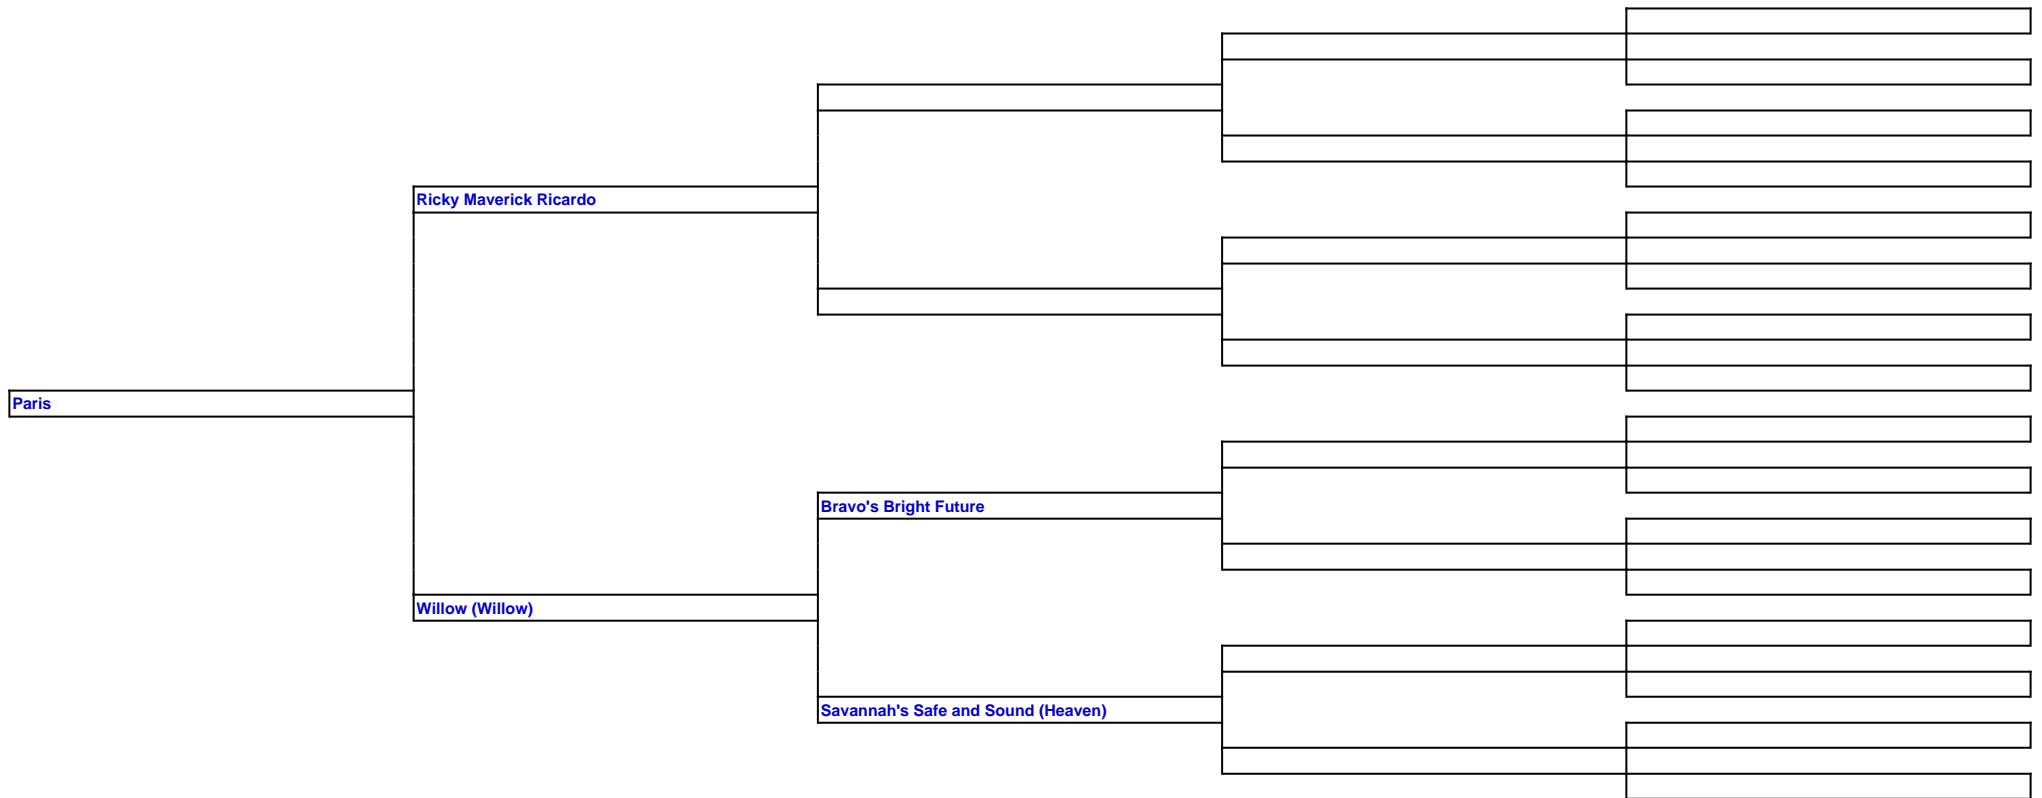 Ricky Maverick Ricardo
Paris
Bravo's Bright Future
Willow (Willow)
Savannah's Safe and Sound (Heaven)